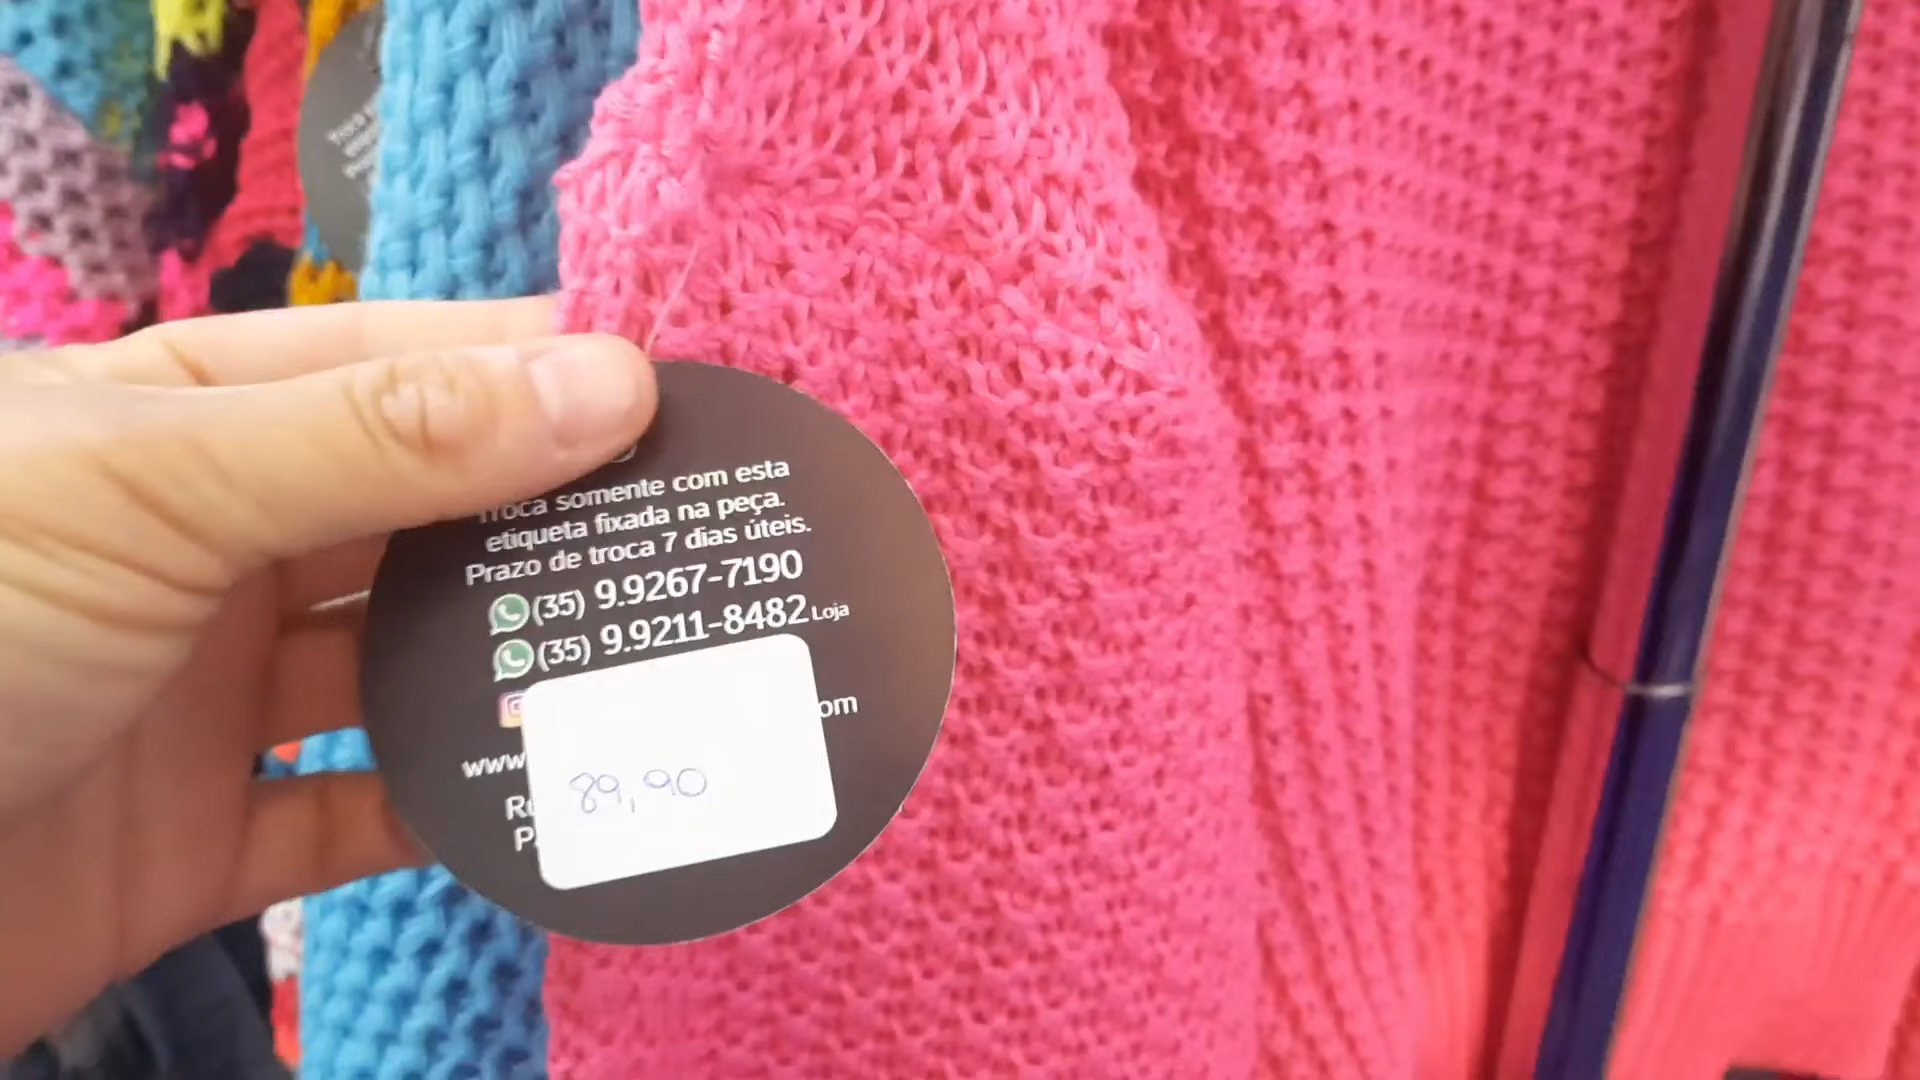 Troca somente com esta
etiqueta fixada na peça.
Prazo de troca 7 dias úteis.
(35) 9.9267-7190
(35) 9.9211-8482 Loja
om
www
89,90